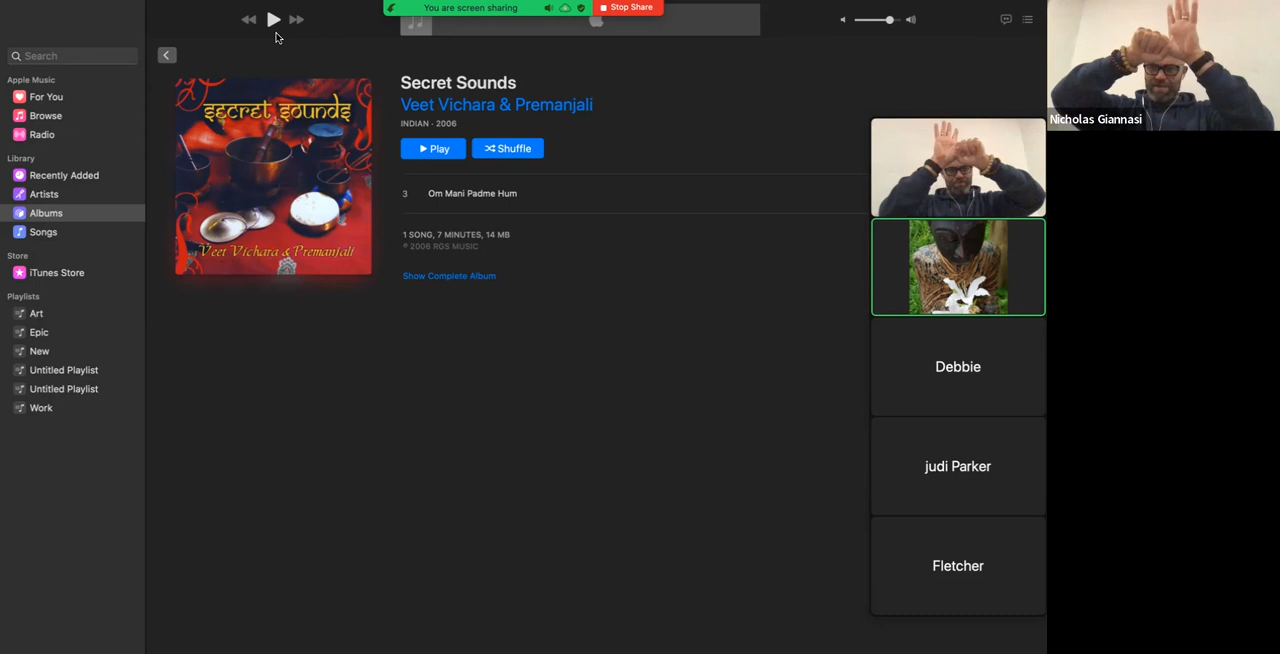 You are screen sharing
Stop Share
Search
Apple Music
For You
Browse
Radio
Library
Recently Added
Artists
Albums
Songs
Store
iTunes Store
Playlists
Art
Epic
New
Untitled Playlist
Untitled Playlist
Work
secret sounds
Veet Vichara & Premanjali
Secret Sounds
Veet Vichara & Premanjali
INDIAN · 2006
Play
Shuffle
3 Om Mani Padme Hum
1 SONG, 7 MINUTES, 14 MB
℗ 2006 RGS MUSIC
Show Complete Album
Nicholas Giannasi
Debbie
judi Parker
Fletcher